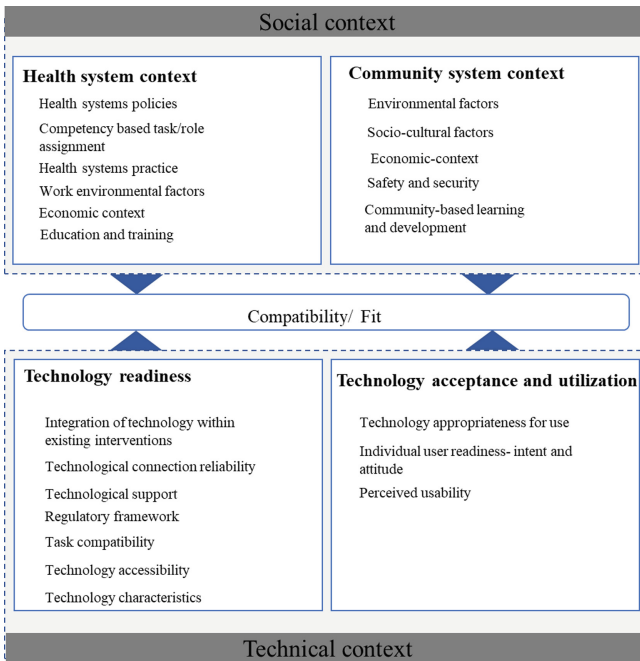 Social context
Health system context
Health systems policies
Competency based task/role
assignment
Health systems practice
Work environmental factors
Economic context
Education and training
Community system context
Environmental factors
Socio-cultural factors
Economic-context
Safety and security
Community-based learning
and development
Compatibility/ Fit
Technology readiness
Integration of technology within
existing interventions
Technological connection reliability
Technological support
Regulatory framework
Task compatibility
Technology accessibility
Technology characteristics
Technology acceptance and utilization
Technology appropriateness for use
Individual user readiness- intent and
attitude
Perceived usability
Technical context